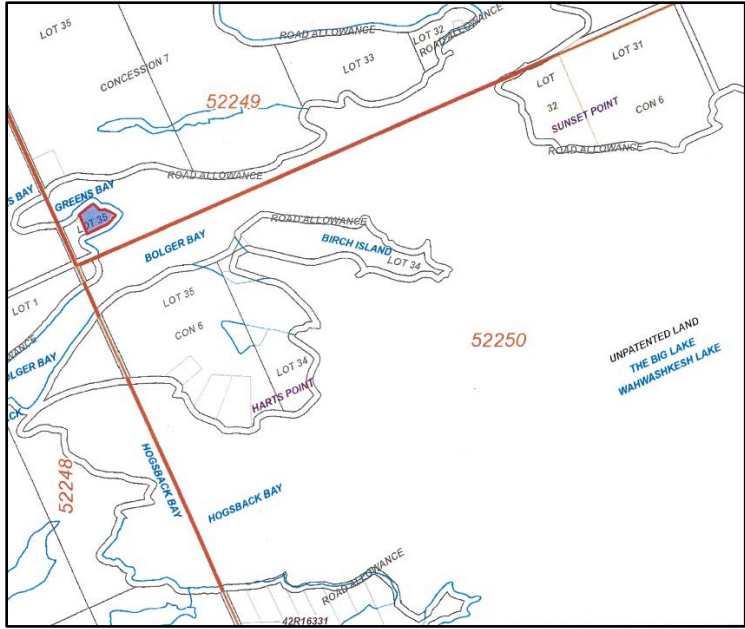 LOT 35
CONCESSION 7
ROAD ALLOWANCE
LOT 33
LOT 32
ROAD ALLOWANCE
52249
LOT
32
LOT 31
SUNSET POINT
CON 6
ROAD ALLOWANCE
ROAD ALLOWANCE
S BAY
GREENS BAY
LOT 35
BOLGER BAY
ROAD ALLOWANCE
BIRCH ISLAND
LOT 34
LOT 1
LOT 35
CON 6
WANCE
OLGER BAY
CK
LOT 34
HARTS POINT
52250
UNPATENTED LAND
THE BIG LAKE
WAHWASHKESH LAKE
52248
HOGSBACK BAY
HOGSBACK BAY
ROAD ALLOWANCE
42R16331